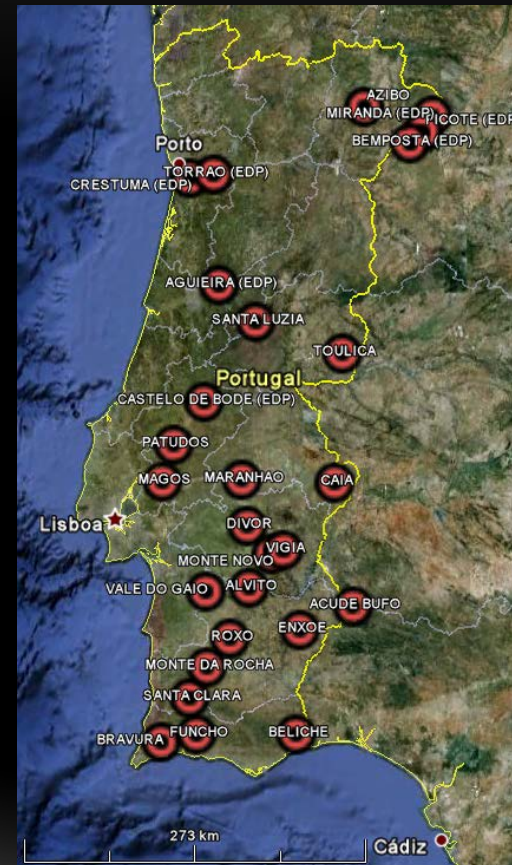 AZIBO
MIRANDA (EDP)
PICOTE (EDP
BEMPOSTA (EDP)
Porto
TORRAO (EDP)
CRESTUMA (EDP)
AGUIEIRA (EDP)
SANTA LUZIA
TOULICA
Portugal
CASTELO DE BODE (EDP)
PATUDOS
MAGOS
MARANHAO
CAIA
Lisboa
DIVOR
VIGIA
MONTE NOVO
VALE DO GAIO
ALVITO
ACUDE BUFO
ENXOE
ROXO
MONTE DA ROCHA
SANTA CLARA
BRAVURA
FUNCHO
BELICHE
273 km
Cádiz